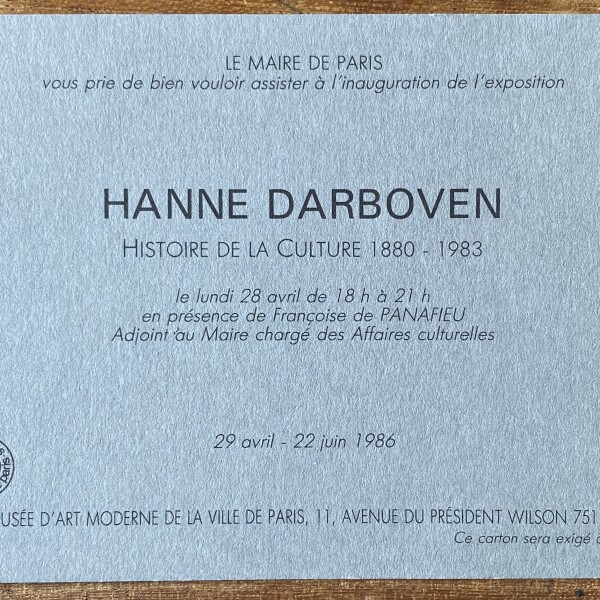 LE MAIRE DE PARIS
vous prie de bien vouloir assister à l'inauguration de l'exposition
HANNE DARBOVEN
HISTOIRE DE LA CULTURE 1880 - 1983
le lundi 28 avril de 18 h à 21 h
en présence de Françoise de PANAFIEU
Adjoint au Maire chargé des Affaires culturelles
29 avril - 22 juin 1986
USÉE D'ART MODERNE DE LA VILLE DE PARIS, 11, AVENUE DU PRÉSIDENT WILSON 751
Ce carton sera exigé